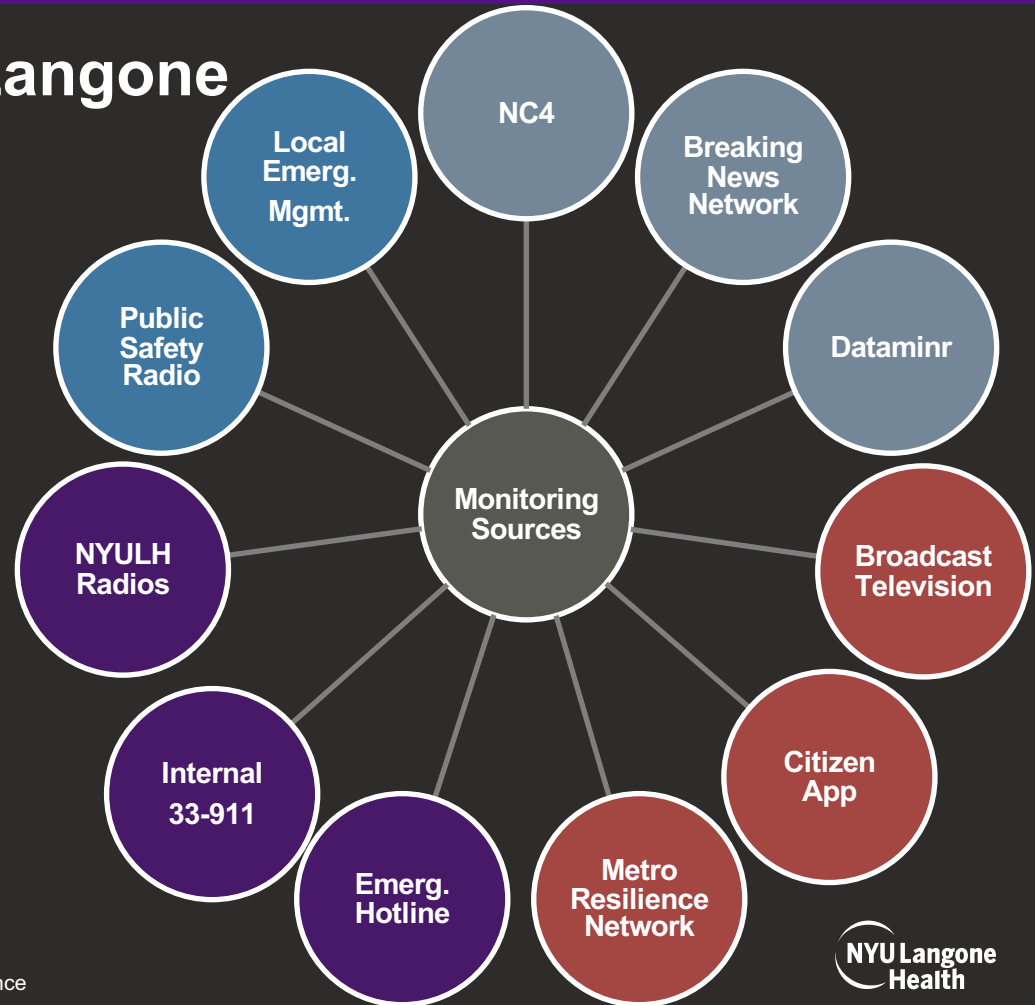 angone
NC4
Local
Emerg.
Mgmt.
Breaking
News
Network
Public
Safety
Radio
Dataminr
Monitoring
Sources
NYULH
Radios
Broadcast
Television
Internal
33-911
Citizen
App
Emerg.
Hotline
Metro
Resilience
Network
NYU Langone
Health
nce